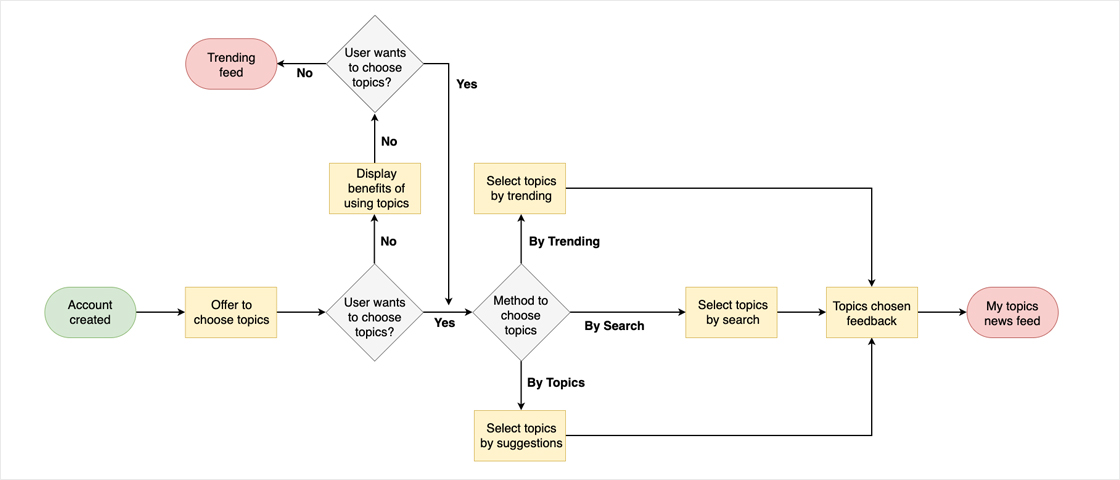 Trending
feed
No
User wants
to choose
topics?
Yes
No
Display
benefits of
using topics
No
Select topics
by trending
By Trending
Account
created
Offer to
choose topics
User wants
to choose
topics?
Yes
Method to
choose
topics
By Search
Select topics
by search
Topics chosen
feedback
My topics
news feed
By Topics
Select topics
by suggestions